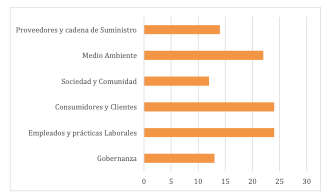 Proveedores y cadena de Suministro
Medio Ambiente
Sociedad y Comunidad
Consumidores y Clientes
Empleados y prácticas Laborales
Gobernanza
0 5 10 15 20 25 30